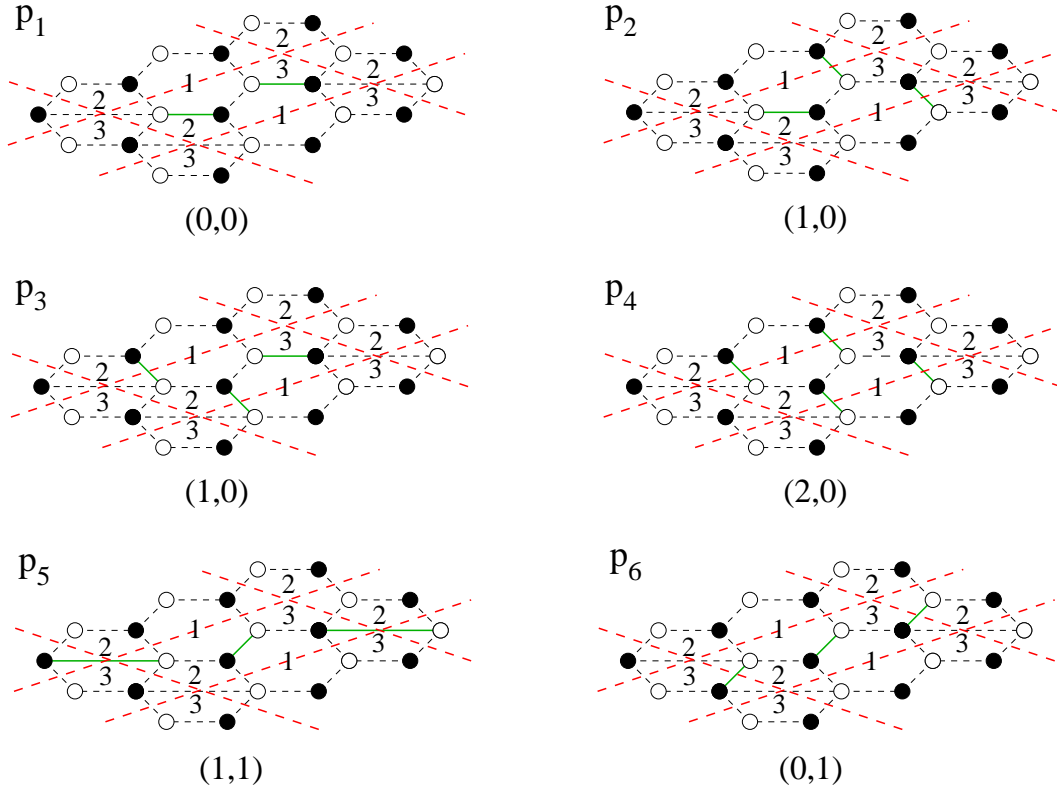 p1 p2
2 2
3 2 3 2
1 1
2 3 2 3
3 1 3 1
2 2
3 3
(0,0) (1,0)
p3 p4
2 2
1 3 2 1 3 2
2 3 2 3
3 2 1 3 2 1
3 3
(1,0) (2,0)
p5 p6
2 2
1 3 2 1 3 2
2 3 2 3
3 2 1 3 2 1
3 3
(1,1) (0,1)